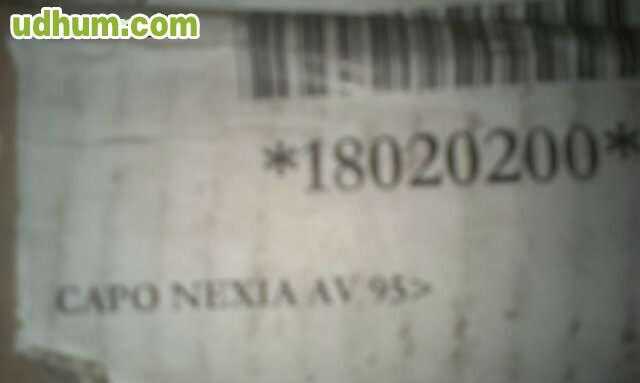 udhum.com
*18020200*
CAPO NEXIA AV 95>